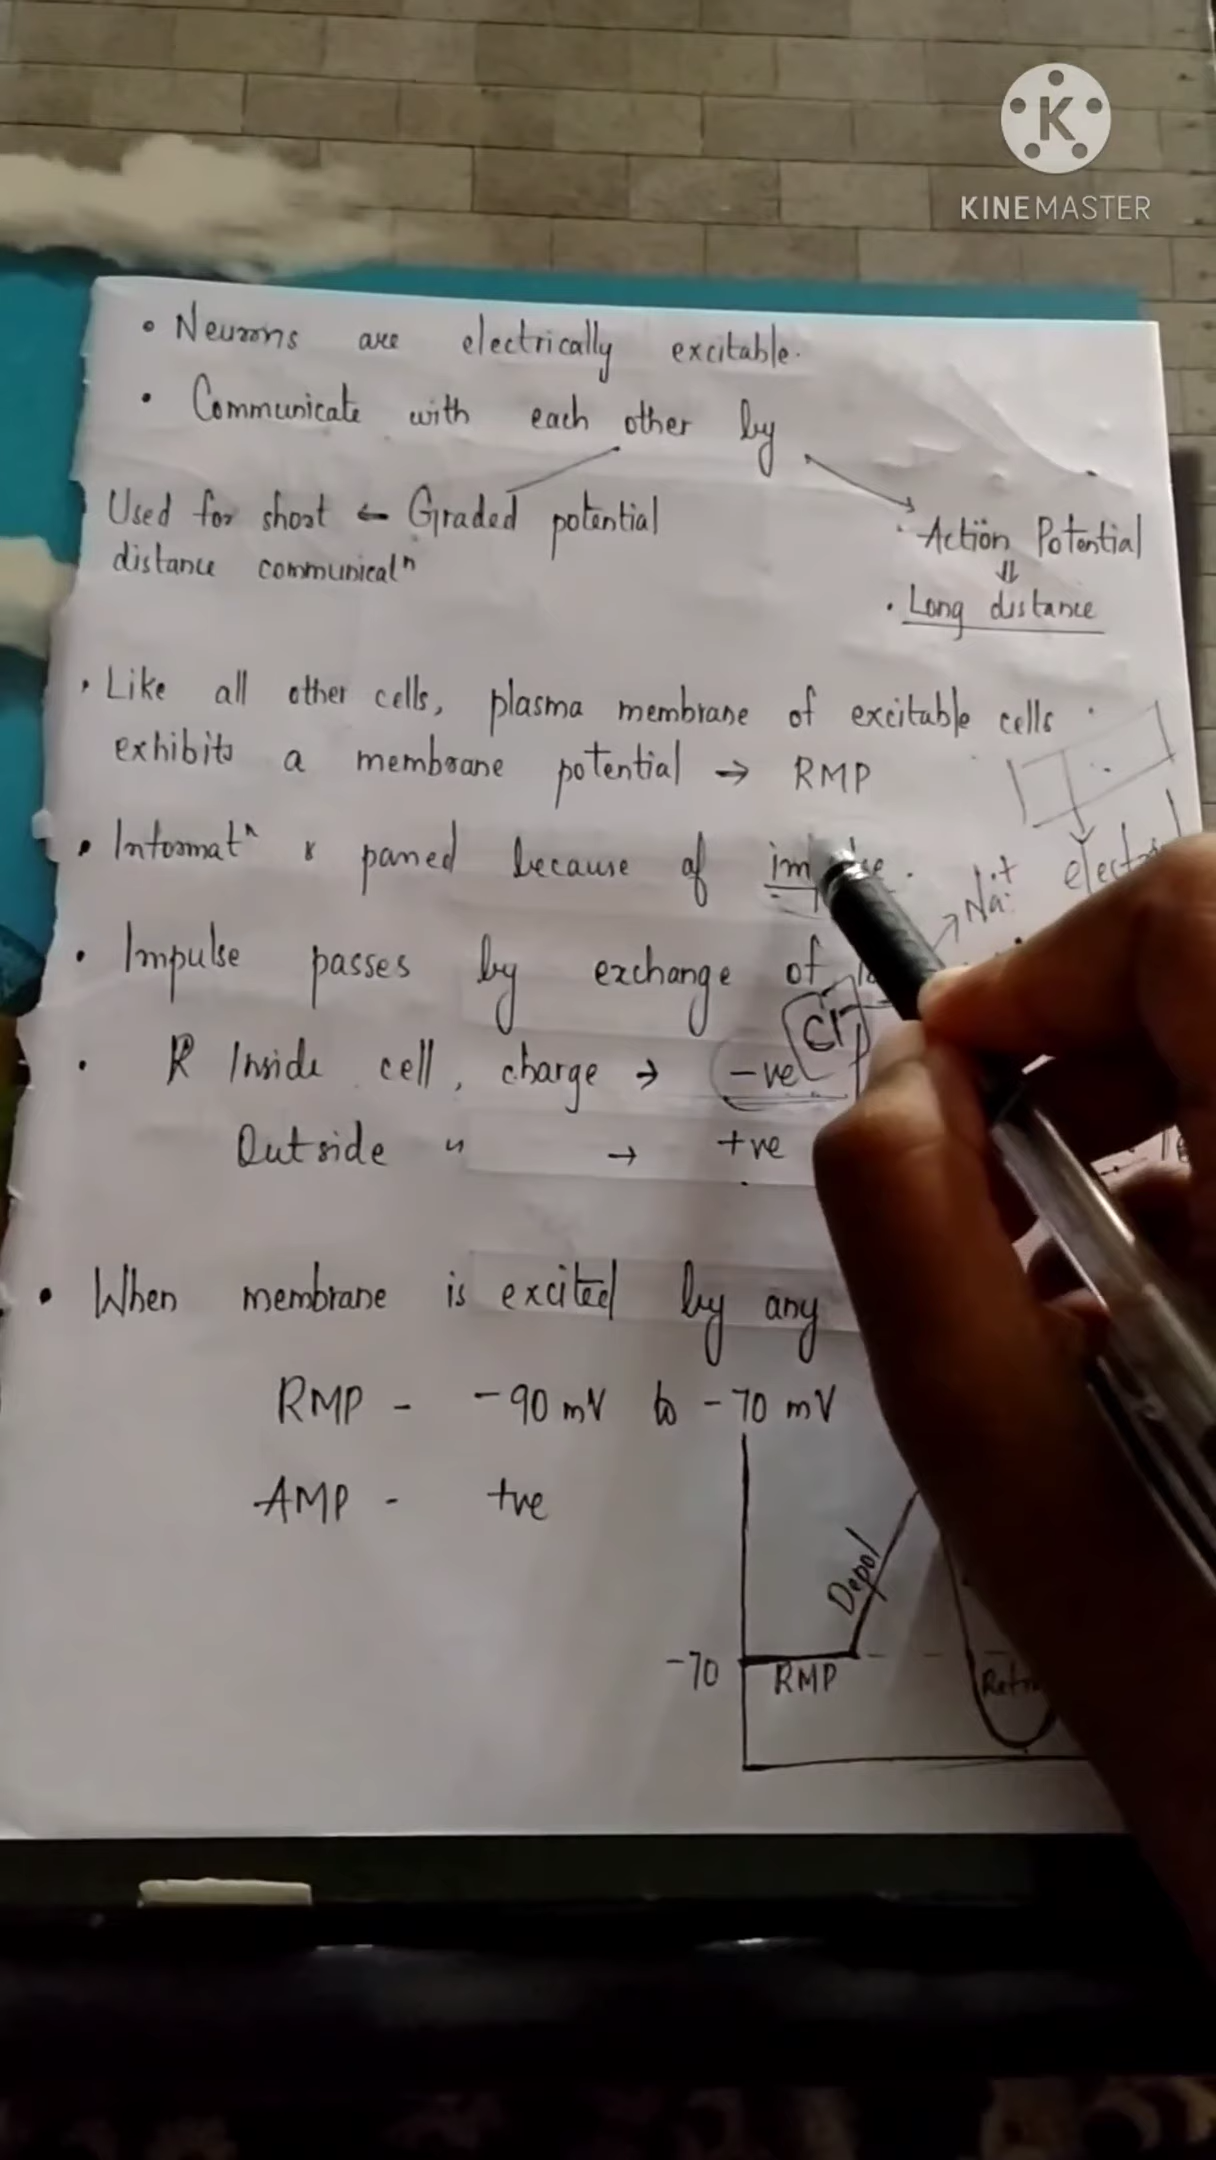 KINEMASTER
• Neurons are electrically excitable.
• Communicate with each other by
Used for short ← Graded potential
distance communicatⁿ
• Action Potential
⇓
• Long distance
• Like all other cells, plasma membrane of excitable cells
exhibits a membrane potential → RMP
• Informatⁿ is passed because of
Na⁺
• Impulse passes by exchange of
Cl⁻
• R Inside cell, charge → -ve
Outside " → +ve
• When membrane is excited by any
RMP - -90 mV to -70 mV
AMP - +ve
Depol
-70
RMP